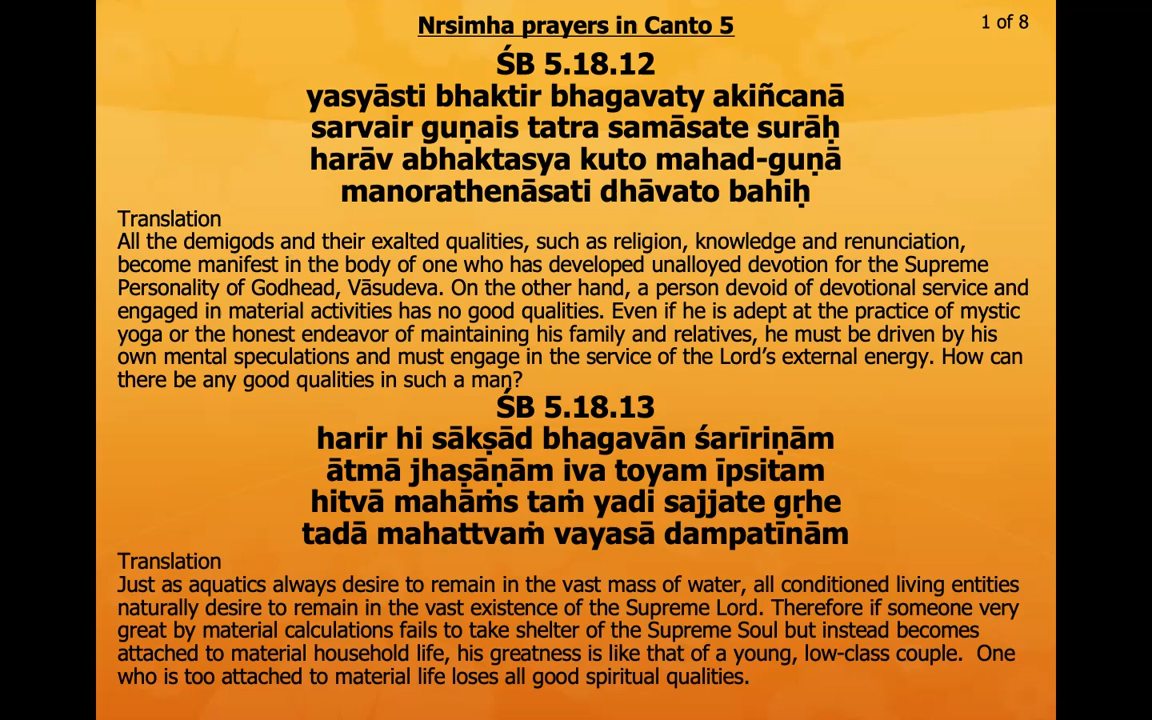 Nrsimha prayers in Canto 5
1 of 8
ŚB 5.18.12
yasyāsti bhaktir bhagavaty akiñcanā
sarvair guṇais tatra samāsate surāḥ
harāv abhaktasya kuto mahad-guṇā
manorathenāsati dhāvato bahiḥ
Translation
All the demigods and their exalted qualities, such as religion, knowledge and renunciation,
become manifest in the body of one who has developed unalloyed devotion for the Supreme
Personality of Godhead, Vāsudeva. On the other hand, a person devoid of devotional service and
engaged in material activities has no good qualities. Even if he is adept at the practice of mystic
yoga or the honest endeavor of maintaining his family and relatives, he must be driven by his
own mental speculations and must engage in the service of the Lord’s external energy. How can
there be any good qualities in such a man?
ŚB 5.18.13
harir hi sākṣād bhagavān śarīriṇām
ātmā jhaṣāṇām iva toyam īpsitam
hitvā mahāṁs taṁ yadi sajjate gṛhe
tadā mahattvaṁ vayasā dampatīnām
Translation
Just as aquatics always desire to remain in the vast mass of water, all conditioned living entities
naturally desire to remain in the vast existence of the Supreme Lord. Therefore if someone very
great by material calculations fails to take shelter of the Supreme Soul but instead becomes
attached to material household life, his greatness is like that of a young, low-class couple.  One
who is too attached to material life loses all good spiritual qualities.